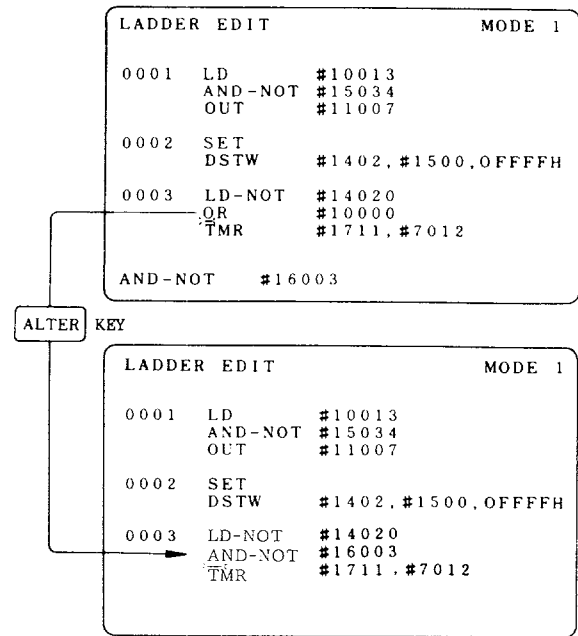 LADDER EDIT MODE 1
0001 LD #10013
AND-NOT #15034
OUT #11007
0002 SET
DSTW #1402,#1500,OFFFFH
0003 LD-NOT #14020
OR #10000
TMR #1711,#7012
AND-NOT #16003
ALTER KEY
LADDER EDIT MODE 1
0001 LD #10013
AND-NOT #15034
OUT #11007
0002 SET
DSTW #1402,#1500,OFFFFH
0003 LD-NOT #14020
AND-NOT #16003
TMR #1711,#7012